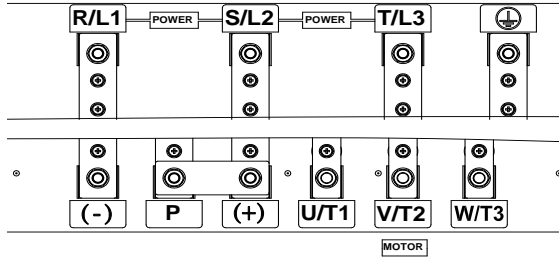 R/L1 POWER S/L2 POWER T/L3
(-) P (+) U/T1 V/T2 W/T3
MOTOR